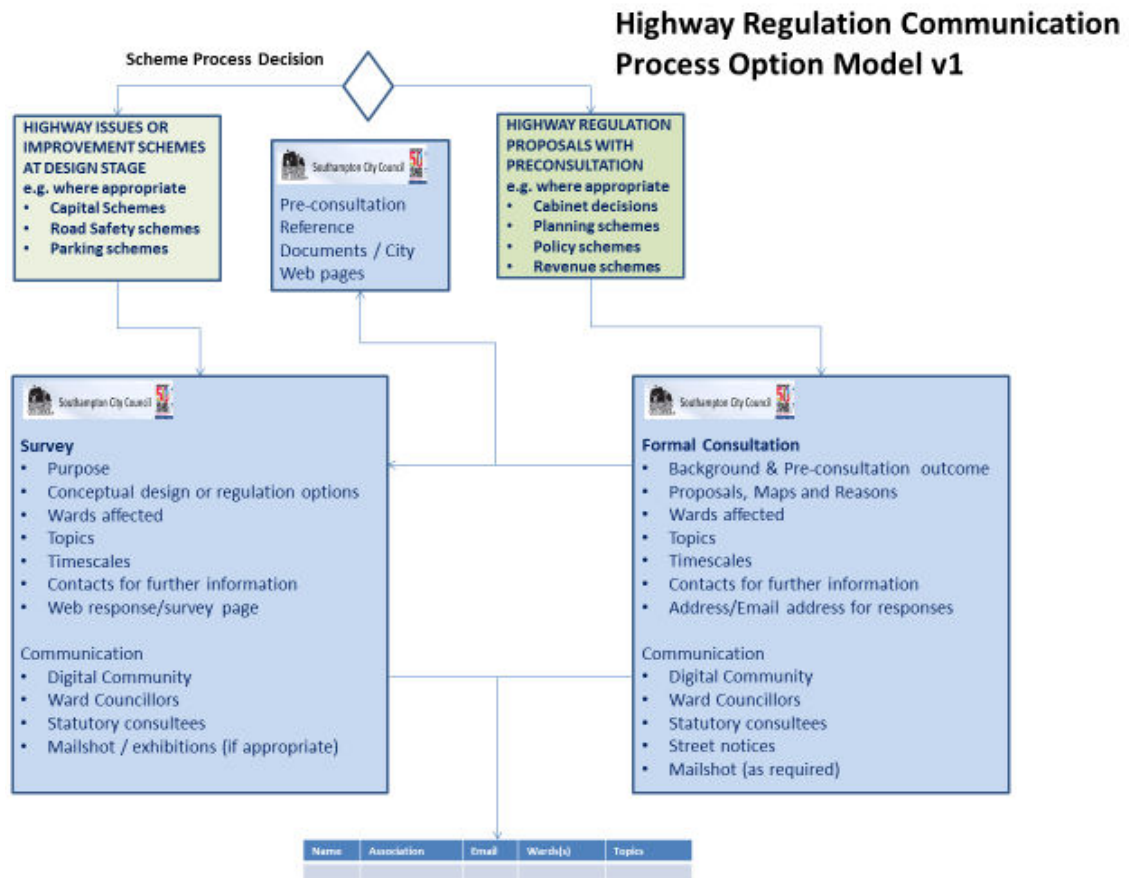 Highway Regulation Communication
Process Option Model v1
Scheme Process Decision
HIGHWAY ISSUES OR
IMPROVEMENT SCHEMES
AT DESIGN STAGE
e.g. where appropriate
• Capital Schemes
• Road Safety schemes
• Parking schemes
Southampton City Council
Pre-consultation
Reference
Documents / City
Web pages
HIGHWAY REGULATION
PROPOSALS WITH
PRECONSULTATION
e.g. where appropriate
• Cabinet decisions
• Planning schemes
• Policy schemes
• Revenue schemes
Southampton City Council
Survey
• Purpose
• Conceptual design or regulation options
• Wards affected
• Topics
• Timescales
• Contacts for further information
• Web response/survey page
Communication
• Digital Community
• Ward Councillors
• Statutory consultees
• Mailshot / exhibitions (if appropriate)
Southampton City Council
Formal Consultation
• Background & Pre-consultation outcome
• Proposals, Maps and Reasons
• Wards affected
• Topics
• Timescales
• Contacts for further information
• Address/Email address for responses
Communication
• Digital Community
• Ward Councillors
• Statutory consultees
• Street notices
• Mailshot (as required)
Name Association Email Wards(s) Topics